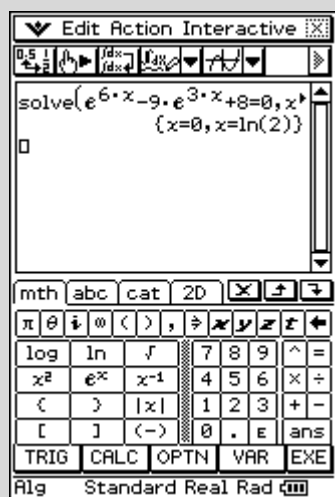 Edit Action Interactive
solve(e^6·x-9·e^3·x+8=0,x
{x=0,x=ln(2)}
mth abc cat 2D
π θ i ∞ ( ) , ⇒ x y z t ←
log ln √ 7 8 9 ^ =
x² eˣ x⁻¹ 4 5 6 × ÷
{ } |x| 1 2 3 + -
[ ] (-) 0 . E ans
TRIG CALC OPTN VAR EXE
Alg Standard Real Rad